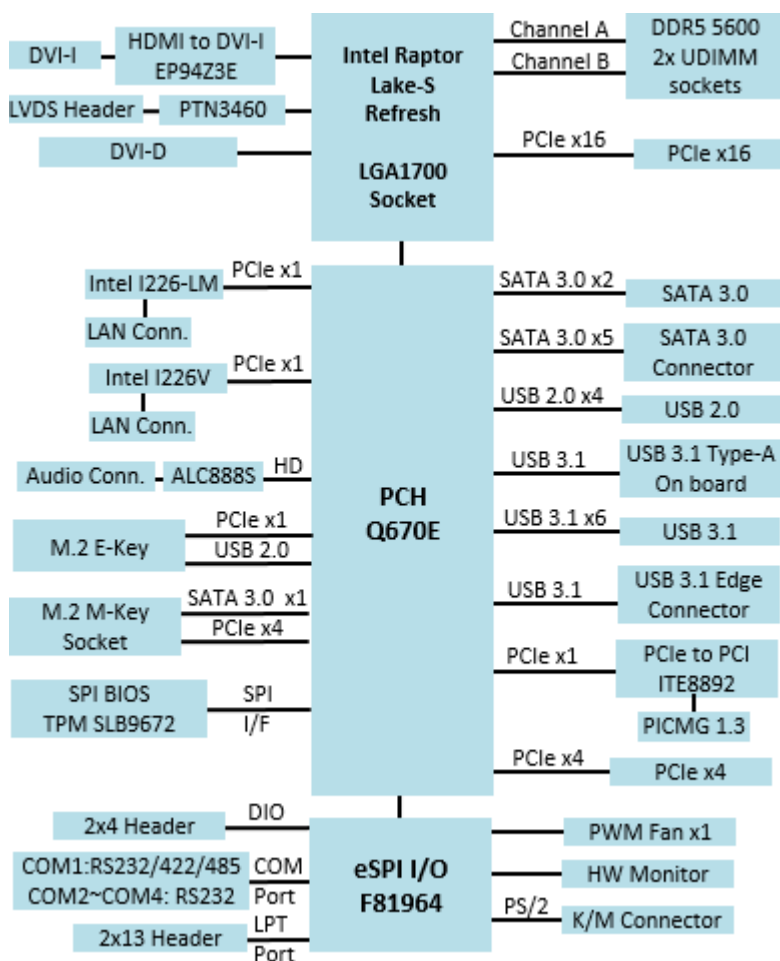 DVI-I
HDMI to DVI-I
EP94Z3E
LVDS Header
PTN3460
DVI-D
Intel Raptor
Lake-S
Refresh
LGA1700
Socket
Channel A
Channel B
DDR5 5600
2x UDIMM
sockets
PCIe x16
PCIe x16
Intel I226-LM
PCIe x1
LAN Conn.
Intel I226V
PCIe x1
LAN Conn.
Audio Conn.
ALC888S
HD
M.2 E-Key
PCIe x1
USB 2.0
M.2 M-Key
Socket
SATA 3.0 x1
PCIe x4
SPI BIOS
TPM SLB9672
SPI
I/F
PCH
Q670E
SATA 3.0 x2
SATA 3.0
SATA 3.0 x5
SATA 3.0
Connector
USB 2.0 x4
USB 2.0
USB 3.1
USB 3.1 Type-A
On board
USB 3.1 x6
USB 3.1
USB 3.1
USB 3.1 Edge
Connector
PCIe x1
PCIe to PCI
ITE8892
PICMG 1.3
PCIe x4
PCIe x4
2x4 Header
DIO
COM1:RS232/422/485
COM2~COM4: RS232
COM
Port
2x13 Header
LPT
Port
eSPI I/O
F81964
PWM Fan x1
HW Monitor
PS/2
K/M Connector